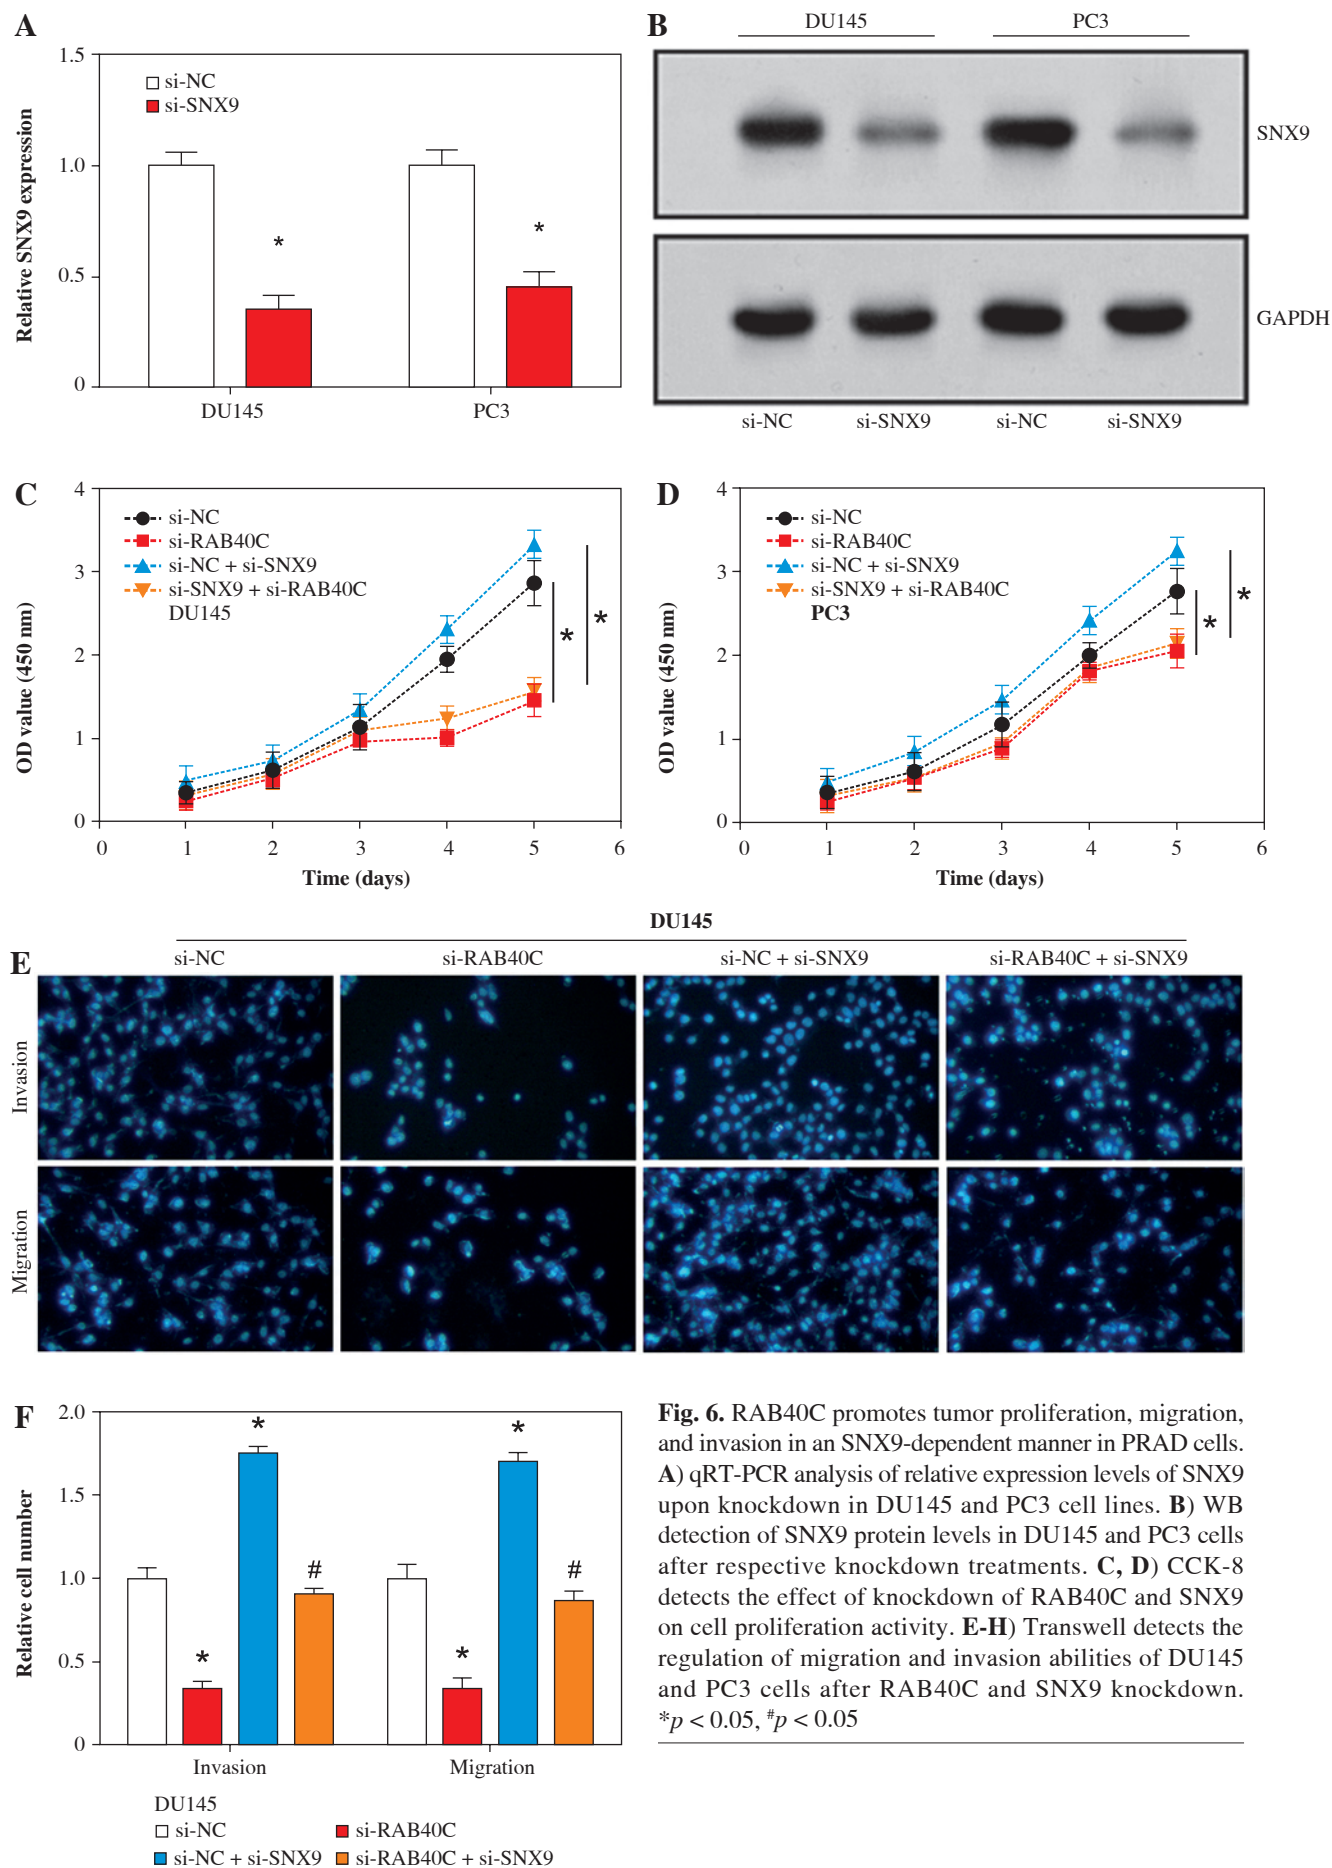 A
1.5
1.0
0.5
0
Relative SNX9 expression
si-NC
si-SNX9
*
*
DU145
PC3
B
DU145
PC3
SNX9
GAPDH
si-NC
si-SNX9
si-NC
si-SNX9
C
4
3
2
1
0
OD value (450 nm)
si-NC
si-RAB40C
si-NC + si-SNX9
si-SNX9 + si-RAB40C
DU145
*
*
0
1
2
3
4
5
6
Time (days)
D
4
3
2
1
0
OD value (450 nm)
si-NC
si-RAB40C
si-NC + si-SNX9
si-SNX9 + si-RAB40C
PC3
*
*
0
1
2
3
4
5
6
Time (days)
DU145
E
si-NC
si-RAB40C
si-NC + si-SNX9
si-RAB40C + si-SNX9
Invasion
Migration
F
2.0
1.5
1.0
0.5
0
Relative cell number
*
*
#
*
*
#
Invasion
Migration
DU145
si-NC
si-RAB40C
si-NC + si-SNX9
si-RAB40C + si-SNX9
Fig. 6. RAB40C promotes tumor proliferation, migration,
and invasion in an SNX9-dependent manner in PRAD cells.
A) qRT-PCR analysis of relative expression levels of SNX9
upon knockdown in DU145 and PC3 cell lines. B) WB
detection of SNX9 protein levels in DU145 and PC3 cells
after respective knockdown treatments. C, D) CCK-8
detects the effect of knockdown of RAB40C and SNX9
on cell proliferation activity. E-H) Transwell detects the
regulation of migration and invasion abilities of DU145
and PC3 cells after RAB40C and SNX9 knockdown.
*p < 0.05, #p < 0.05